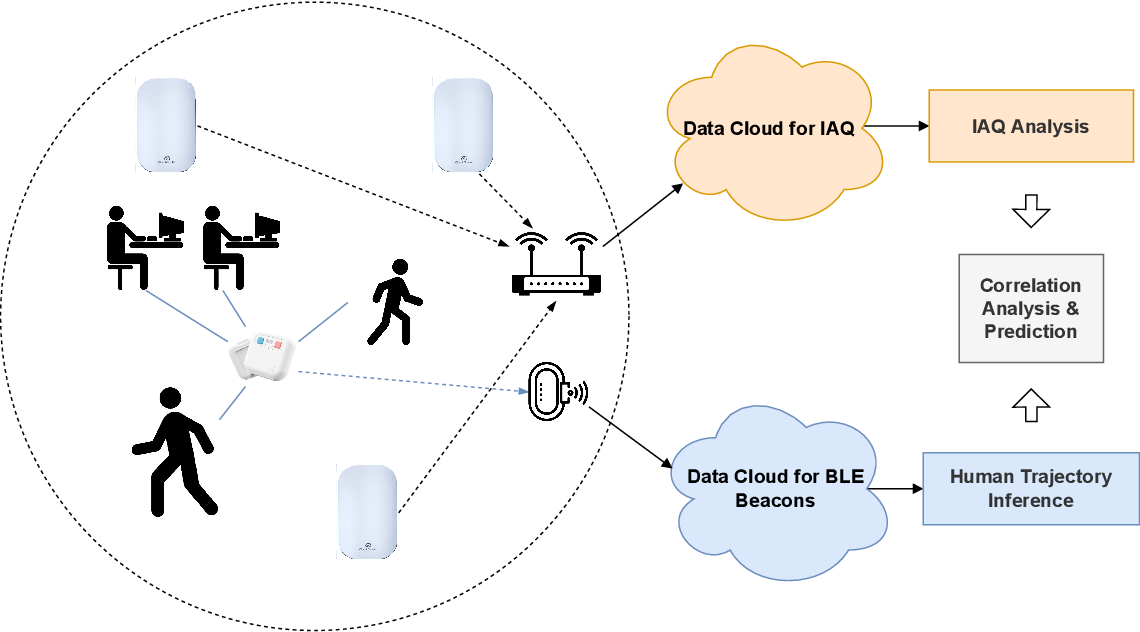 Data Cloud for IAQ
IAQ Analysis
Correlation
Analysis &
Prediction
Data Cloud for BLE
Beacons
Human Trajectory
Inference